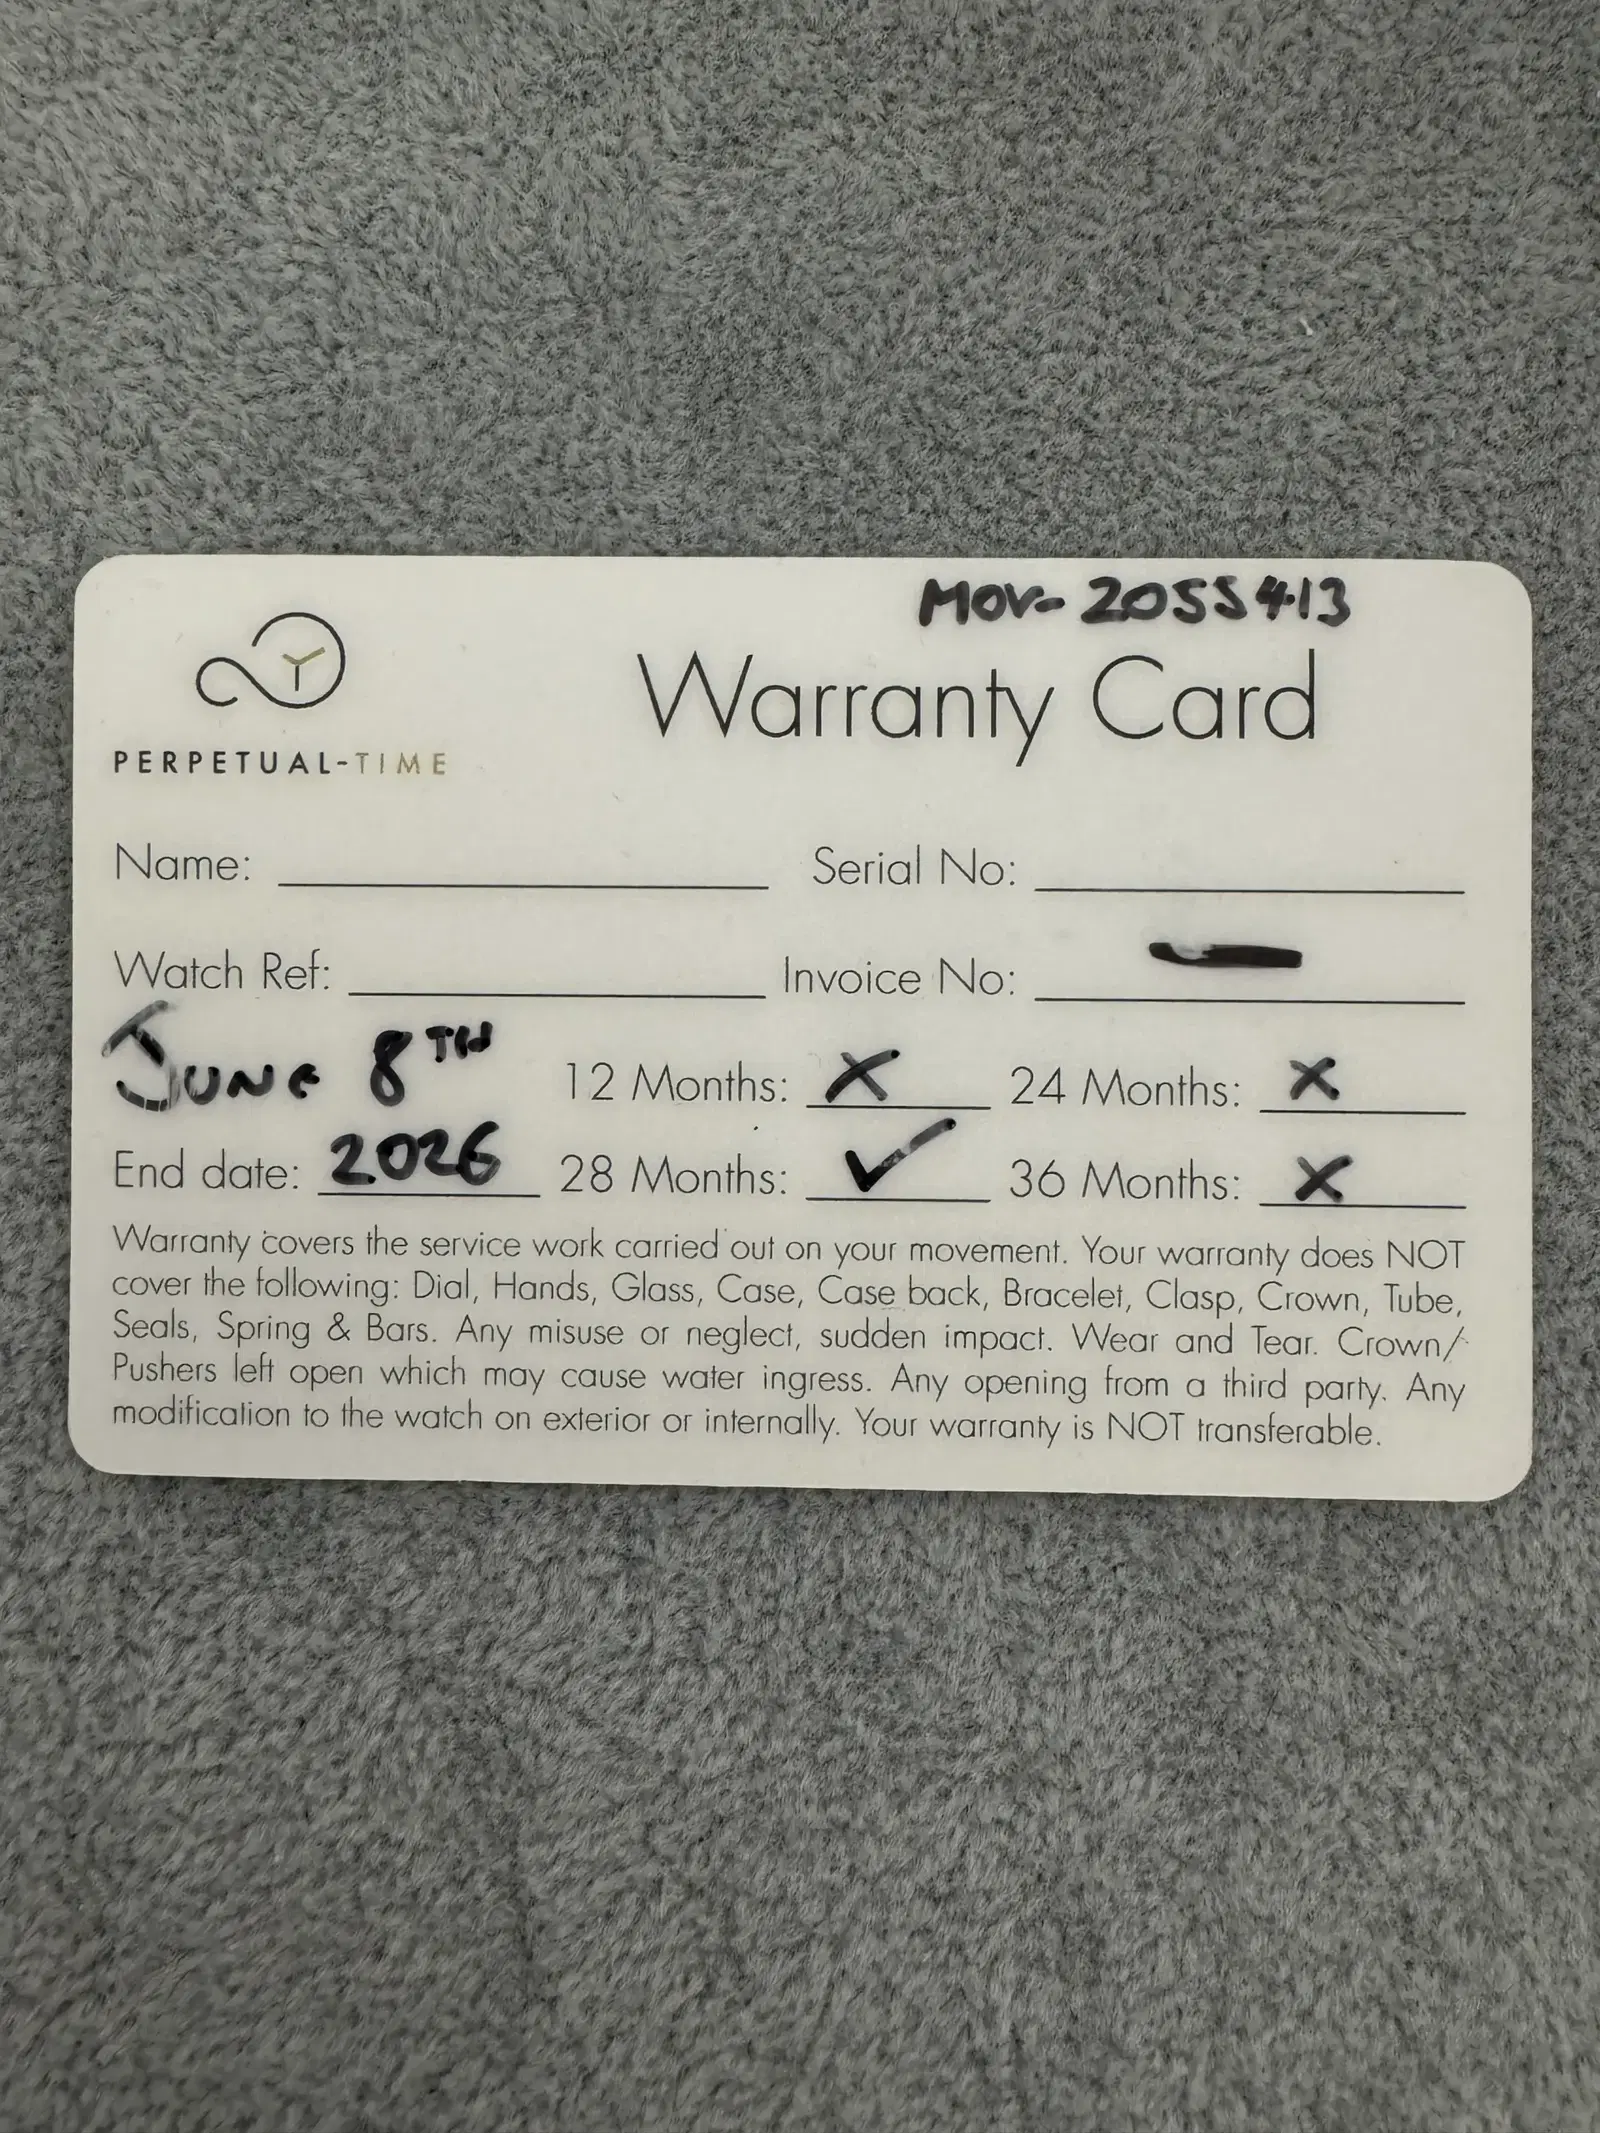 MOV- 2055413
Warranty Card
PERPETUAL-TIME
Name:
Serial No:
Watch Ref:
Invoice No:
JUNE 8TH
12 Months: X
24 Months: X
End date: 2026
28 Months: ✓
36 Months: X
Warranty covers the service work carried out on your movement. Your warranty does NOT
cover the following: Dial, Hands, Glass, Case, Case back, Bracelet, Clasp, Crown, Tube,
Seals, Spring & Bars. Any misuse or neglect, sudden impact. Wear and Tear. Crown/
Pushers left open which may cause water ingress. Any opening from a third party. Any
modification to the watch on exterior or internally. Your warranty is NOT transferable.